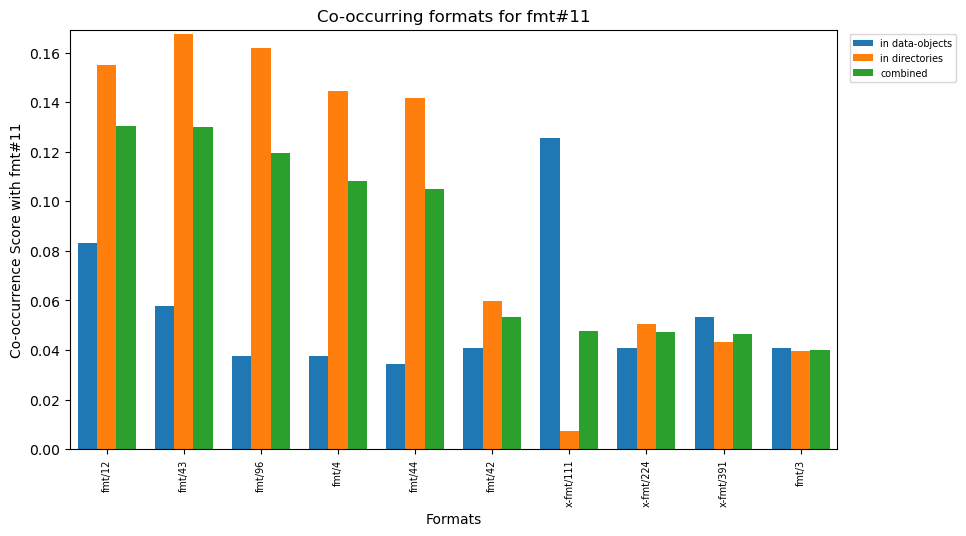 Co-occurring formats for fmt#11
in data-objects
in directories
combined
Co-occurrence Score with fmt#11
0.16
0.14
0.12
0.10
0.08
0.06
0.04
0.02
0.00
fmt/12
fmt/43
fmt/96
fmt/4
fmt/44
fmt/42
x-fmt/111
x-fmt/224
x-fmt/391
fmt/3
Formats